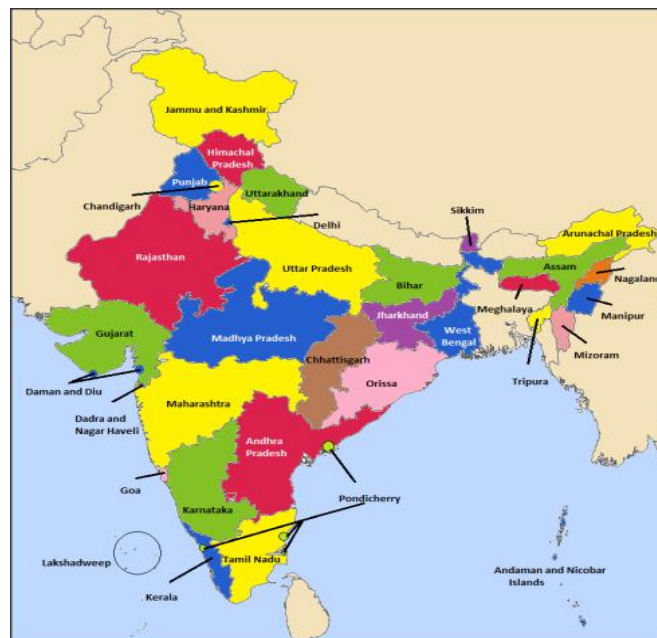 Jammu and Kashmir
Himachal
Pradesh
Punjab
Chandigarh
Haryana
Uttarakhand
Delhi
Sikkim
Arunachal Pradesh
Rajasthan
Uttar Pradesh
Bihar
Assam
Nagaland
Meghalaya
Manipur
Gujarat
Madhya Pradesh
Jharkhand
West
Bengal
Mizoram
Tripura
Chhattisgarh
Daman and Diu
Orissa
Maharashtra
Dadra and
Nagar Haveli
Andhra
Pradesh
Goa
Karnataka
Pondicherry
Lakshadweep
Tamil Nadu
Kerala
Andaman and Nicobar
Islands